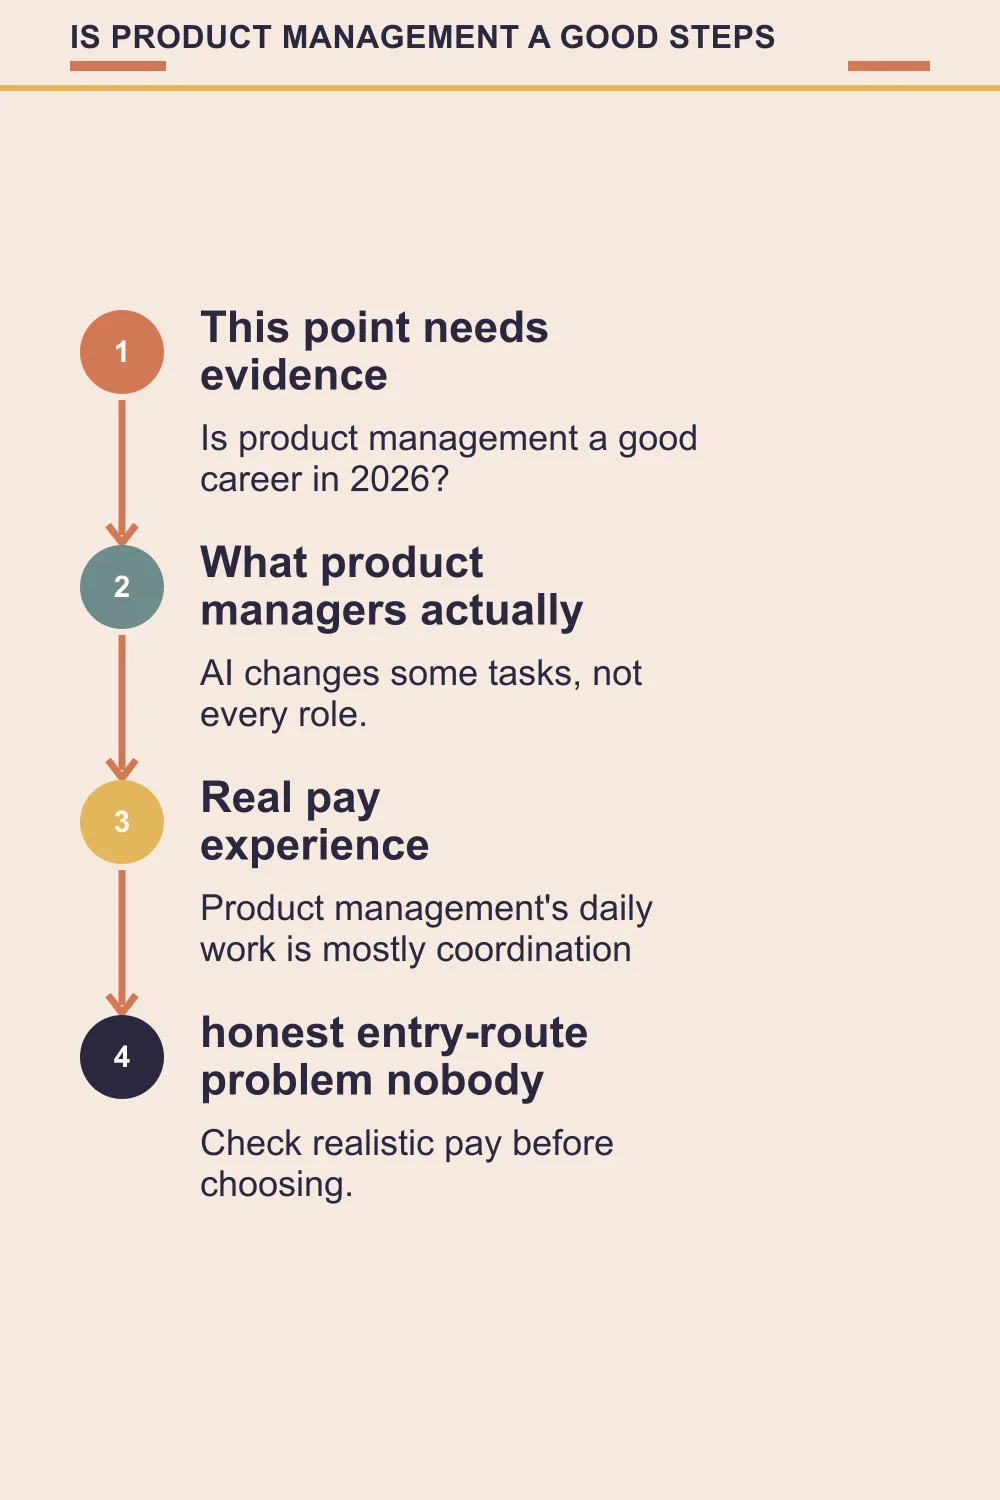 IS PRODUCT MANAGEMENT A GOOD STEPS
1
This point needs
evidence
Is product management a good
career in 2026?
2
What product
managers actually
AI changes some tasks, not
every role.
3
Real pay
experience
Product management's daily
work is mostly coordination
4
honest entry-route
problem nobody
Check realistic pay before
choosing.